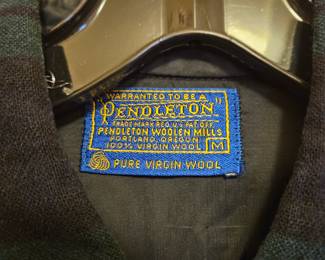 WARRANTED TO BE A
"PENDLETON"
TRADE MARK REG. U.S. PAT. OFF.
PENDLETON WOOLEN MILLS
PORTLAND, OREGON
100% VIRGIN WOOL M
PURE VIRGIN WOOL